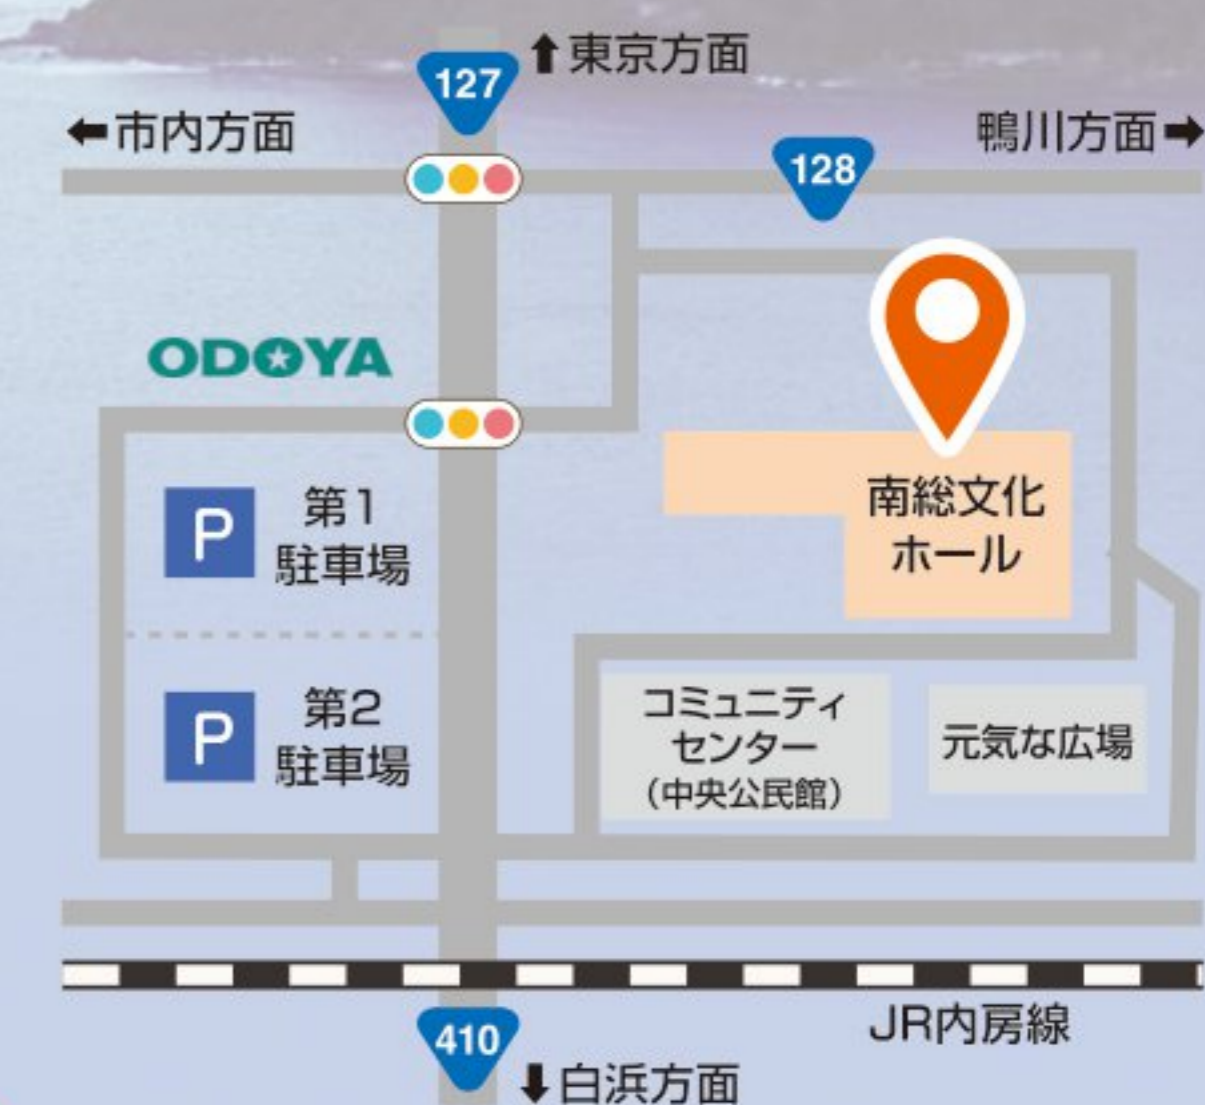 ↑東京方面
127
←市内方面
鴨川方面→
128
ODOYA
P
第1
駐車場
南総文化
ホール
P
第2
駐車場
コミュニティ
センター
（中央公民館）
元気な広場
JR内房線
410
↓白浜方面